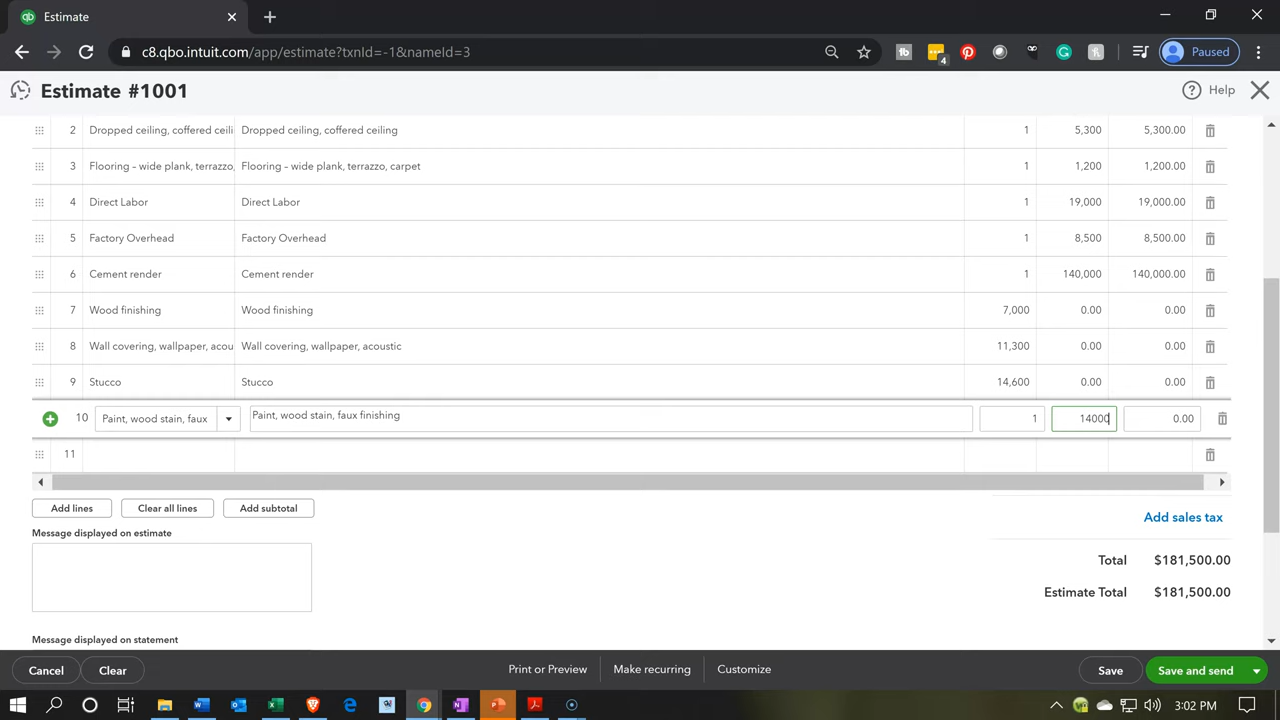 Estimate
c8.qbo.intuit.com/app/estimate?txnId=-1&nameId=3
4
Paused
Estimate #1001
Help
2 Dropped ceiling, coffered ceili Dropped ceiling, coffered ceiling 1 5,300 5,300.00
3 Flooring – wide plank, terrazzo, Flooring – wide plank, terrazzo, carpet 1 1,200 1,200.00
4 Direct Labor Direct Labor 1 19,000 19,000.00
5 Factory Overhead Factory Overhead 1 8,500 8,500.00
6 Cement render Cement render 1 140,000 140,000.00
7 Wood finishing Wood finishing 7,000 0.00 0.00
8 Wall covering, wallpaper, acou Wall covering, wallpaper, acoustic 11,300 0.00 0.00
9 Stucco Stucco 14,600 0.00 0.00
10 Paint, wood stain, faux Paint, wood stain, faux finishing 1 14000 0.00
11
Add lines Clear all lines Add subtotal
Add sales tax
Message displayed on estimate
Total $181,500.00
Estimate Total $181,500.00
Message displayed on statement
Cancel Clear Print or Preview Make recurring Customize Save Save and send
3:02 PM